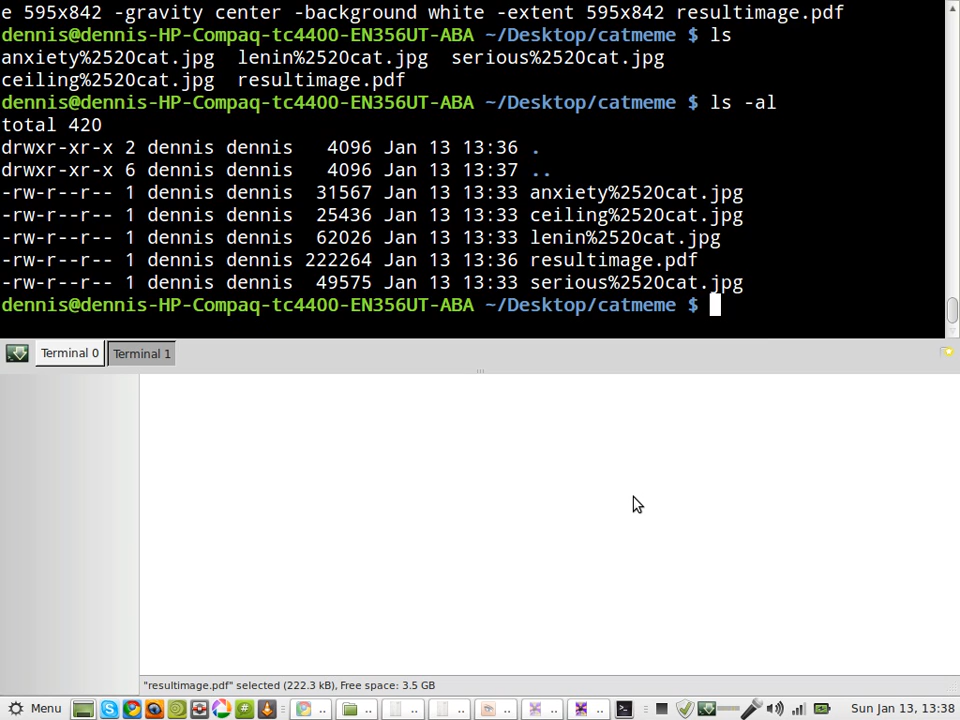 e 595x842 -gravity center -background white -extent 595x842 resultimage.pdf
dennis@dennis-HP-Compaq-tc4400-EN356UT-ABA ~/Desktop/catmeme $ ls
anxiety%2520cat.jpg  lenin%2520cat.jpg  serious%2520cat.jpg
ceiling%2520cat.jpg  resultimage.pdf
dennis@dennis-HP-Compaq-tc4400-EN356UT-ABA ~/Desktop/catmeme $ ls -al
total 420
drwxr-xr-x 2 dennis dennis   4096 Jan 13 13:36 .
drwxr-xr-x 6 dennis dennis   4096 Jan 13 13:37 ..
-rw-r--r-- 1 dennis dennis  31567 Jan 13 13:33 anxiety%2520cat.jpg
-rw-r--r-- 1 dennis dennis  25436 Jan 13 13:33 ceiling%2520cat.jpg
-rw-r--r-- 1 dennis dennis  62026 Jan 13 13:33 lenin%2520cat.jpg
-rw-r--r-- 1 dennis dennis 222264 Jan 13 13:36 resultimage.pdf
-rw-r--r-- 1 dennis dennis  49575 Jan 13 13:33 serious%2520cat.jpg
dennis@dennis-HP-Compaq-tc4400-EN356UT-ABA ~/Desktop/catmeme $
Terminal 0 Terminal 1
"resultimage.pdf" selected (222.3 kB), Free space: 3.5 GB
Menu .. .. .. .. .. .. .. Sun Jan 13, 13:38